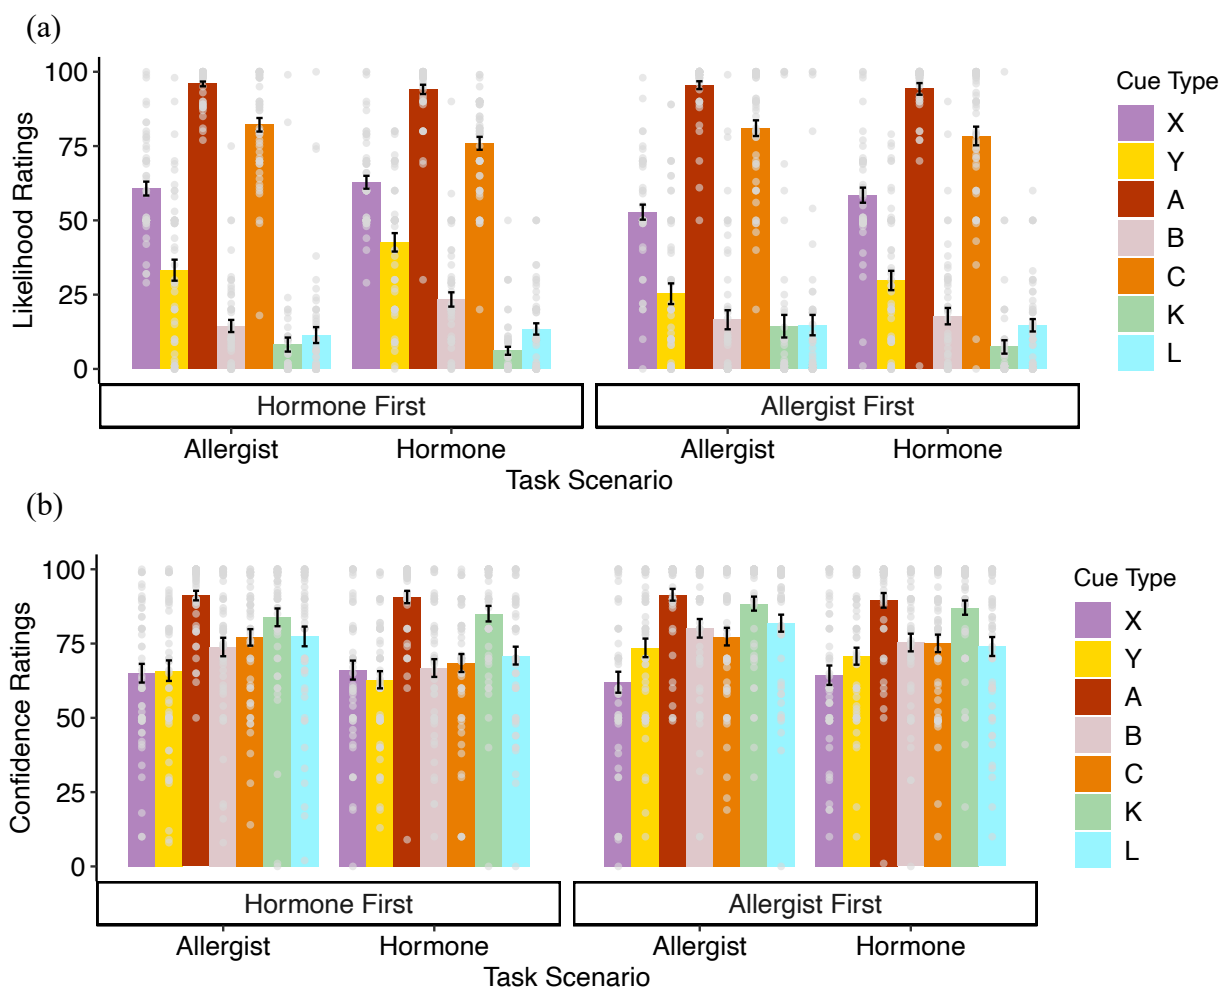 (a)
Likelihood Ratings
100
75
50
25
0
Hormone First
Allergist First
Allergist
Hormone
Allergist
Hormone
Task Scenario
Cue Type
X
Y
A
B
C
K
L
(b)
Confidence Ratings
100
75
50
25
0
Hormone First
Allergist First
Allergist
Hormone
Allergist
Hormone
Task Scenario
Cue Type
X
Y
A
B
C
K
L